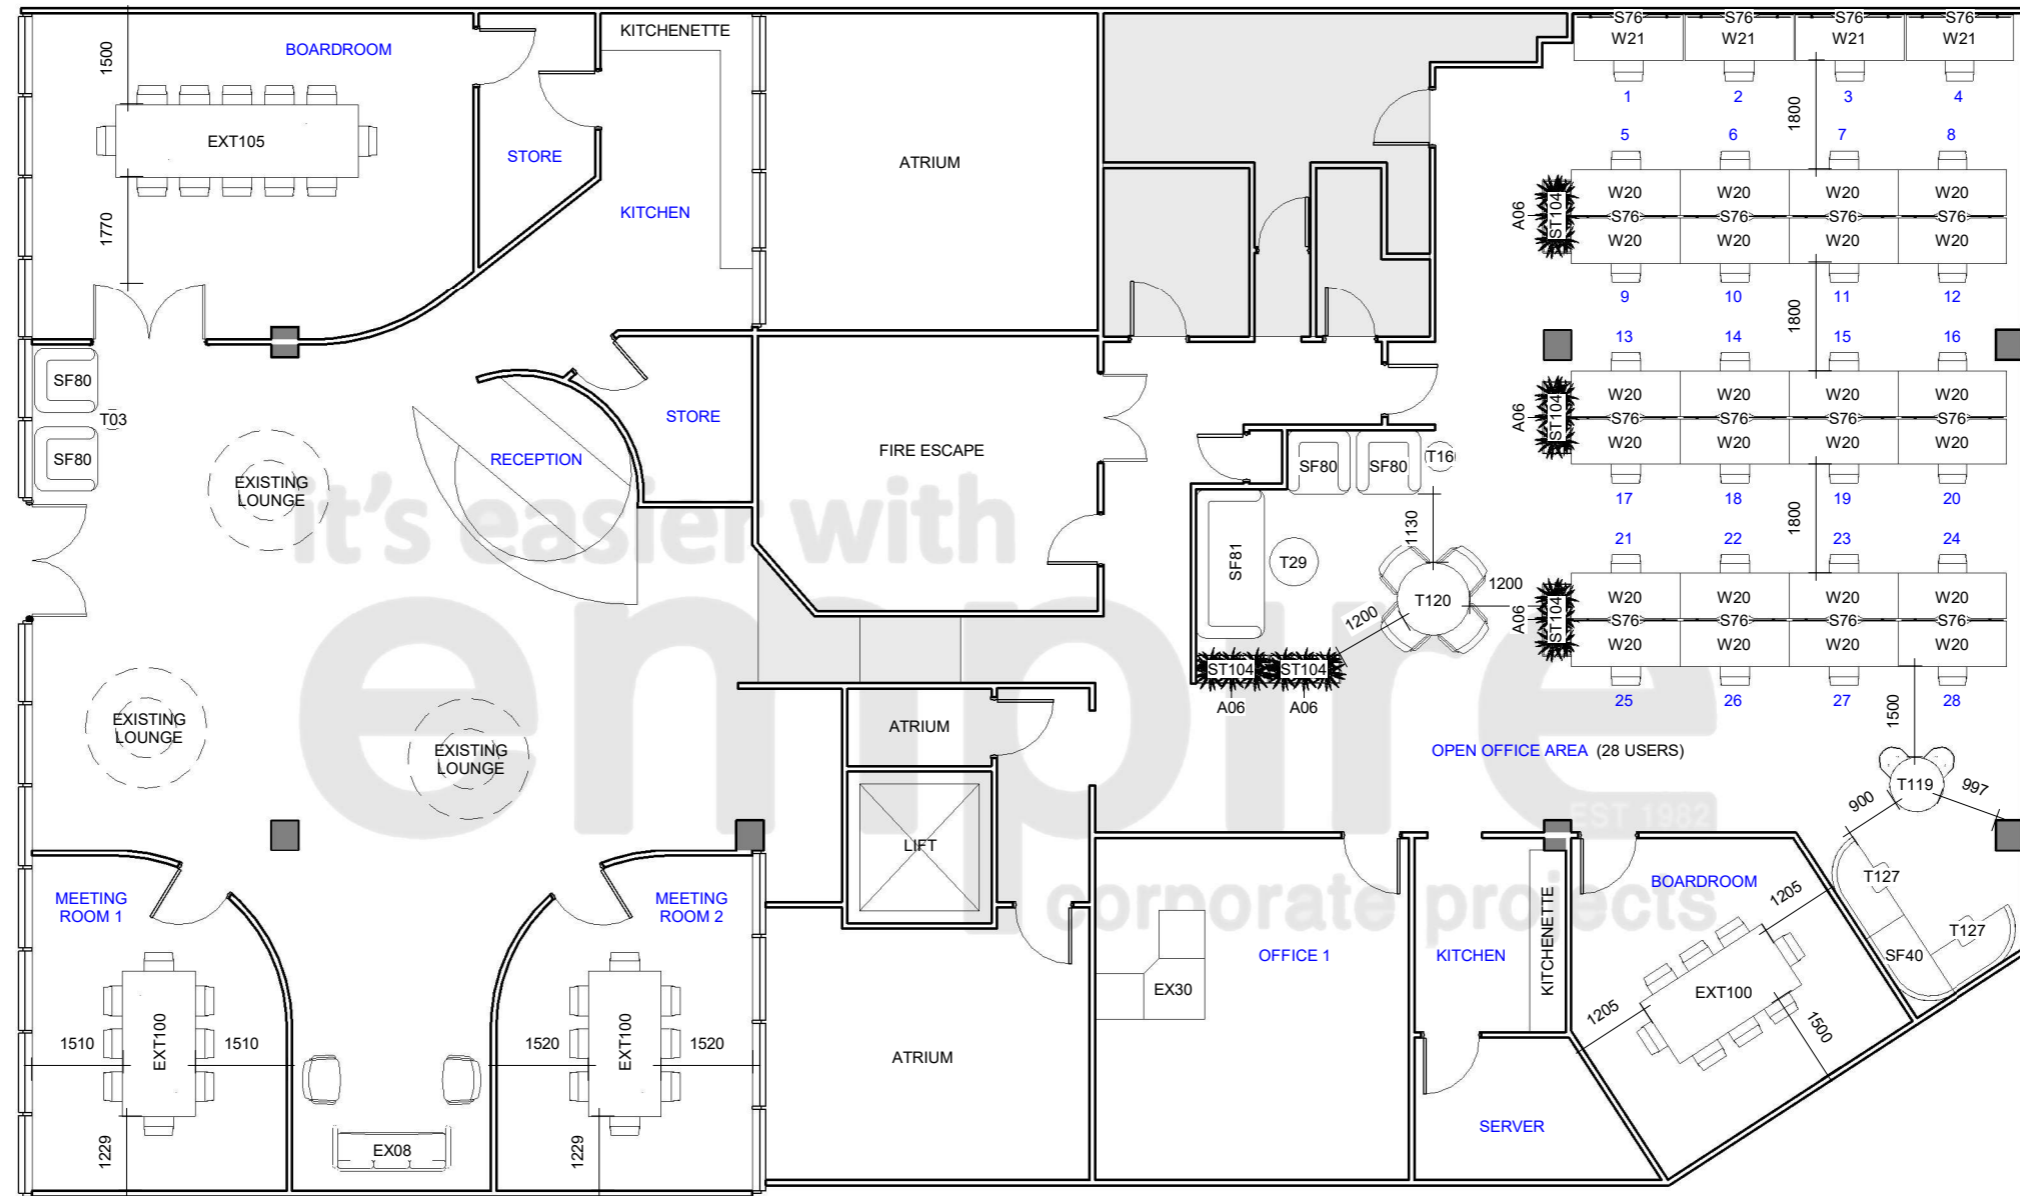 BOARDROOM
1500
EXT105
1770
STORE
KITCHENETTE
KITCHEN
ATRIUM
S76 S76 S76 S76
W21 W21 W21 W21
1 2 3 4
1800
5 6 7 8
W20 W20 W20 W20
S76 S76 S76 S76
W20 W20 W20 W20
ST104
A06
9 10 11 12
1800
13 14 15 16
W20 W20 W20 W20
S76 S76 S76 S76
W20 W20 W20 W20
ST104
A06
17 18 19 20
1800
21 22 23 24
W20 W20 W20 W20
S76 S76 S76 S76
W20 W20 W20 W20
ST104
A06
25 26 27 28
SF80
T03
SF80
EXISTING
LOUNGE
RECEPTION
STORE
FIRE ESCAPE
SF80 SF80 T16
SF81
T29
1130
T120
1200
1200
ST104 ST104
A06 A06
it's easier with
empire
EST 1982
corporate projects
EXISTING
LOUNGE
EXISTING
LOUNGE
ATRIUM
LIFT
OPEN OFFICE AREA (28 USERS)
1500
T119
900
997
T127
T127
SF40
MEETING
ROOM 1
EXT100
1510 1510
1229
EX08
MEETING
ROOM 2
EXT100
1520 1520
1229
ATRIUM
OFFICE 1
EX30
KITCHEN
KITCHENETTE
SERVER
BOARDROOM
1205
EXT100
1205
1500